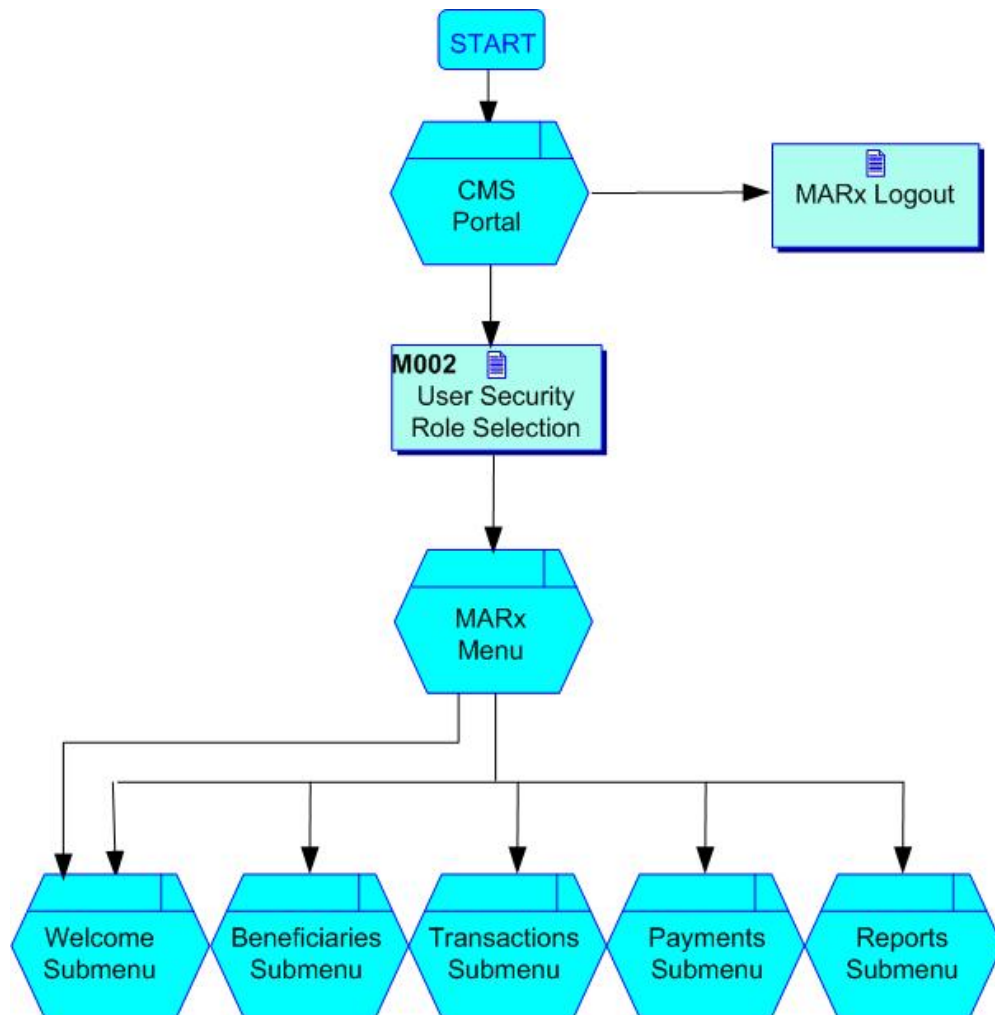 START
CMS
Portal
MARx Logout
M002
User Security
Role Selection
MARx
Menu
Welcome
Submenu
Beneficiaries
Submenu
Transactions
Submenu
Payments
Submenu
Reports
Submenu